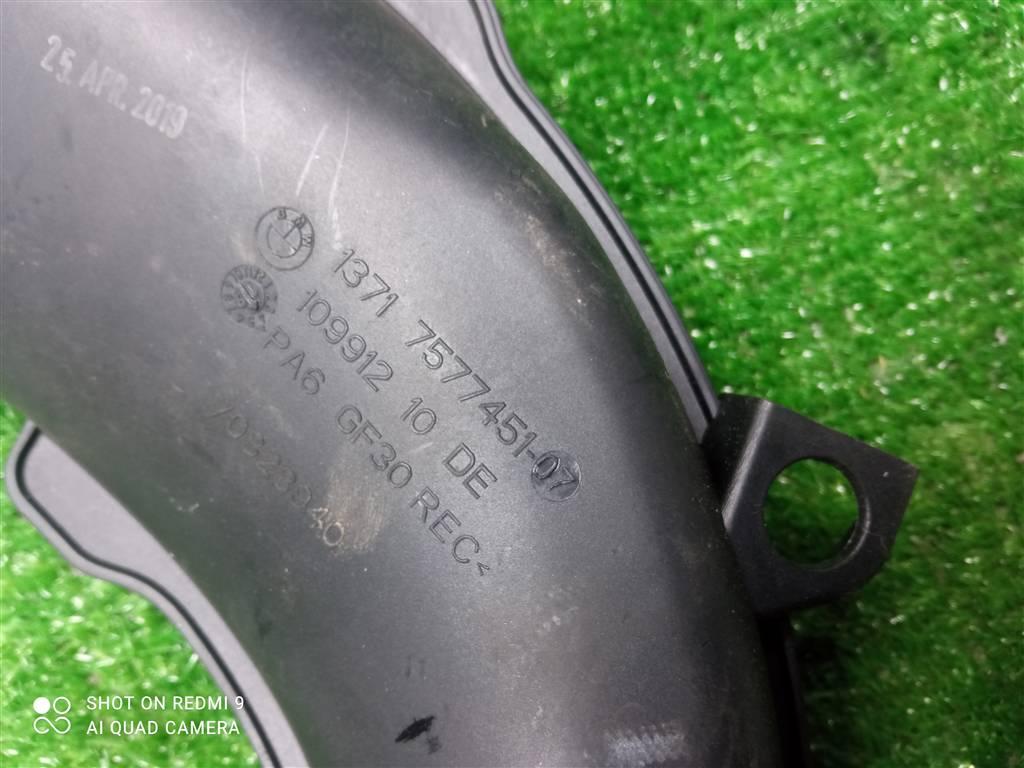 25. APR. 2019
1371 7577451-07
109912 10 DE
>PA6 GF30 REC<
70323940
SHOT ON REDMI 9
AI QUAD CAMERA